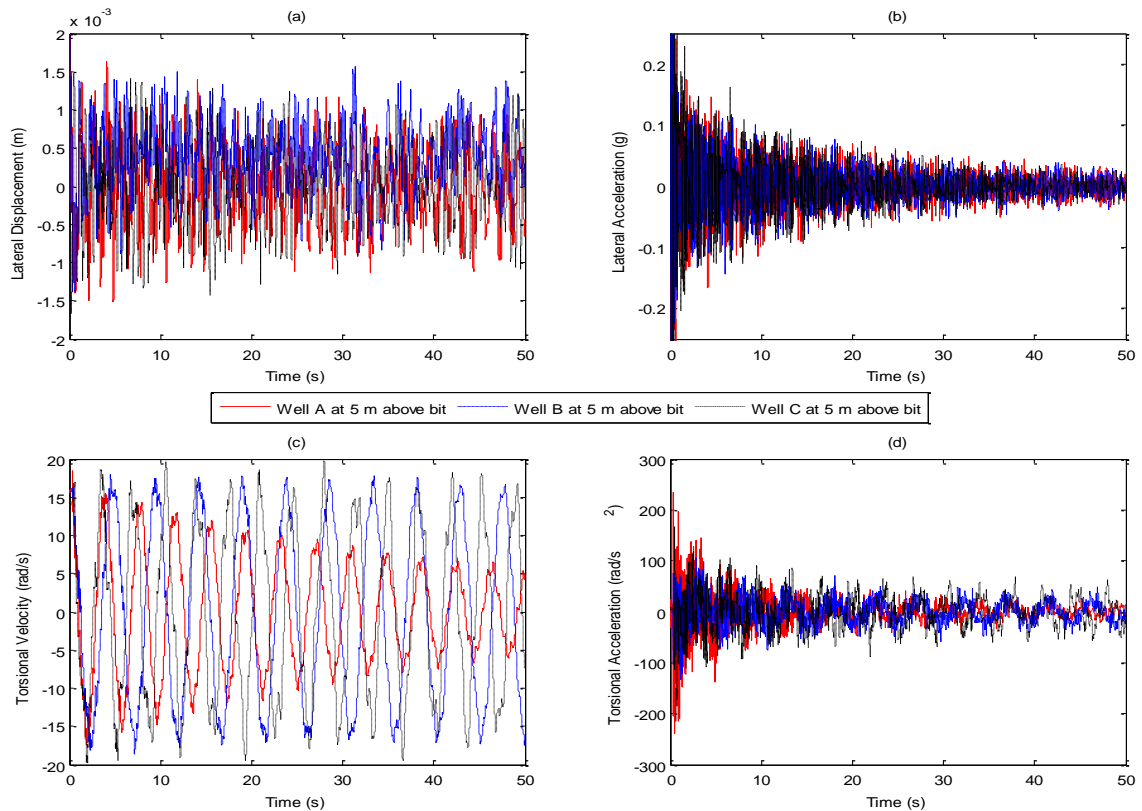 (a)
x 10⁻³
2
1.5
1
0.5
0
-0.5
-1
-1.5
-2
0 10 20 30 40 50
Lateral Displacement (m)
Time (s)
(b)
0.2
0.1
0
-0.1
-0.2
0 10 20 30 40 50
Lateral Acceleration (g)
Time (s)
Well A at 5 m above bit Well B at 5 m above bit Well C at 5 m above bit
(c)
20
15
10
5
0
-5
-10
-15
-20
0 10 20 30 40 50
Torsional Velocity (rad/s)
Time (s)
(d)
300
200
100
0
-100
-200
-300
0 10 20 30 40 50
Torsional Acceleration (rad/s²)
Time (s)